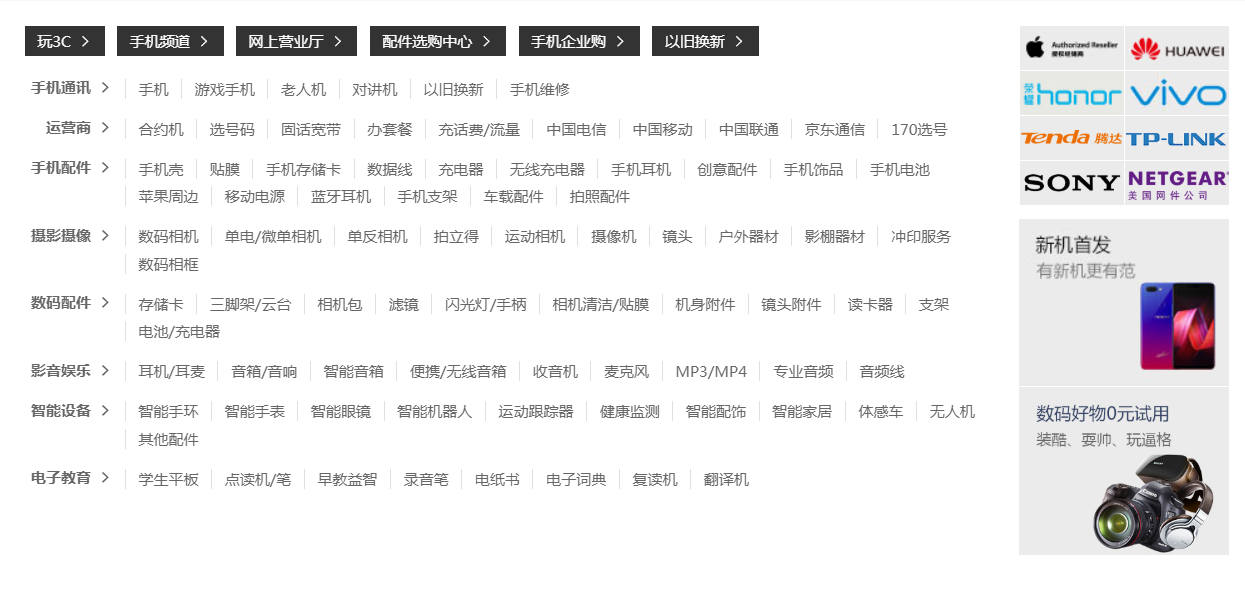 玩3C 手机频道 网上营业厅 配件选购中心 手机企业购 以旧换新
手机通讯 手机 游戏手机 老人机 对讲机 以旧换新 手机维修
运营商 合约机 选号码 固话宽带 办套餐 充话费/流量 中国电信 中国移动 中国联通 京东通信 170选号
手机配件 手机壳 贴膜 手机存储卡 数据线 充电器 无线充电器 手机耳机 创意配件 手机饰品 手机电池
苹果周边 移动电源 蓝牙耳机 手机支架 车载配件 拍照配件
摄影摄像 数码相机 单电/微单相机 单反相机 拍立得 运动相机 摄像机 镜头 户外器材 影棚器材 冲印服务
数码相框
数码配件 存储卡 三脚架/云台 相机包 滤镜 闪光灯/手柄 相机清洁/贴膜 机身附件 镜头附件 读卡器 支架
电池/充电器
影音娱乐 耳机/耳麦 音箱/音响 智能音箱 便携/无线音箱 收音机 麦克风 MP3/MP4 专业音频 音频线
智能设备 智能手环 智能手表 智能眼镜 智能机器人 运动跟踪器 健康监测 智能配饰 智能家居 体感车 无人机
其他配件
电子教育 学生平板 点读机/笔 早教益智 录音笔 电纸书 电子词典 复读机 翻译机
Authorized Reseller
授权经销商
HUAWEI
荣耀 honor
vivo
Tenda 腾达
TP-LINK
SONY
NETGEAR
美国网件公司
新机首发
有新机更有范
数码好物0元试用
装酷、耍帅、玩逼格